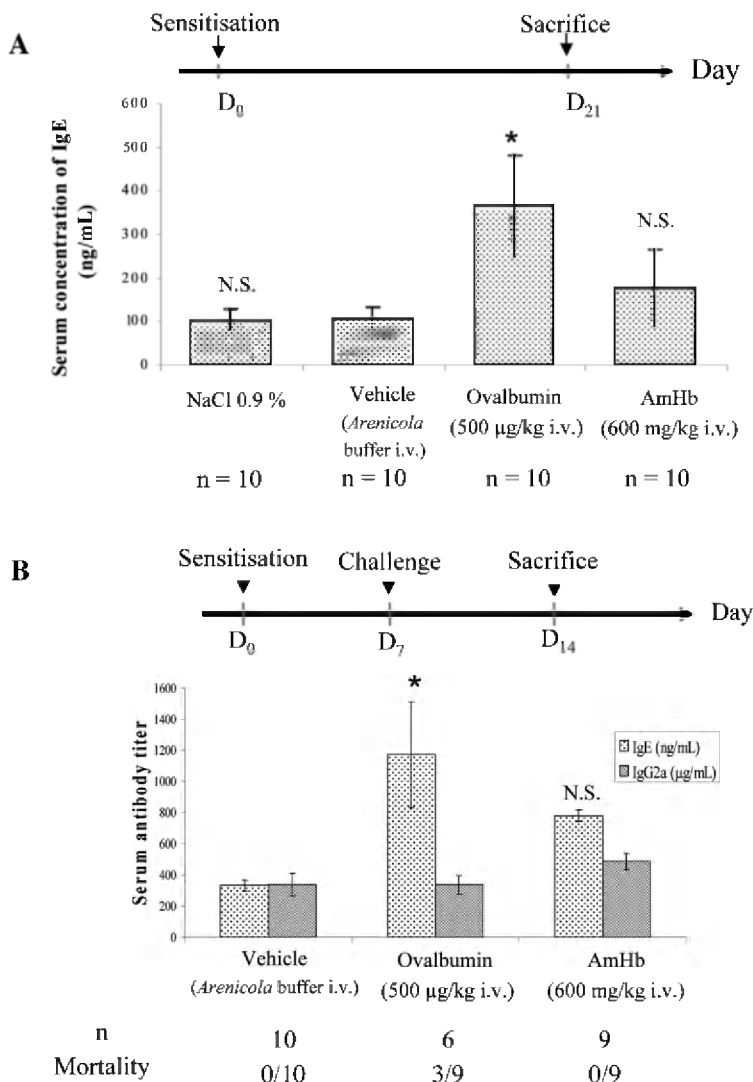 A
Sensitisation Sacrifice
Day
D0 D21
Serum concentration of IgE
(ng/mL)
600
500
400
300
200
100
0
N.S.
*
N.S.
NaCl 0.9 % Vehicle Ovalbumin AmHb
(Arenicola (500 µg/kg i.v.) (600 mg/kg i.v.)
buffer i.v.)
n = 10 n = 10 n = 10 n = 10
B
Sensitisation Challenge Sacrifice
Day
D0 D7 D14
Serum antibody titer
1600
1400
1200
1000
800
600
400
200
0
*
IgE (ng/mL)
IgG2a (µg/mL)
N.S.
Vehicle Ovalbumin AmHb
(Arenicola buffer i.v.) (500 µg/kg i.v.) (600 mg/kg i.v.)
n 10 6 9
Mortality 0/10 3/9 0/9